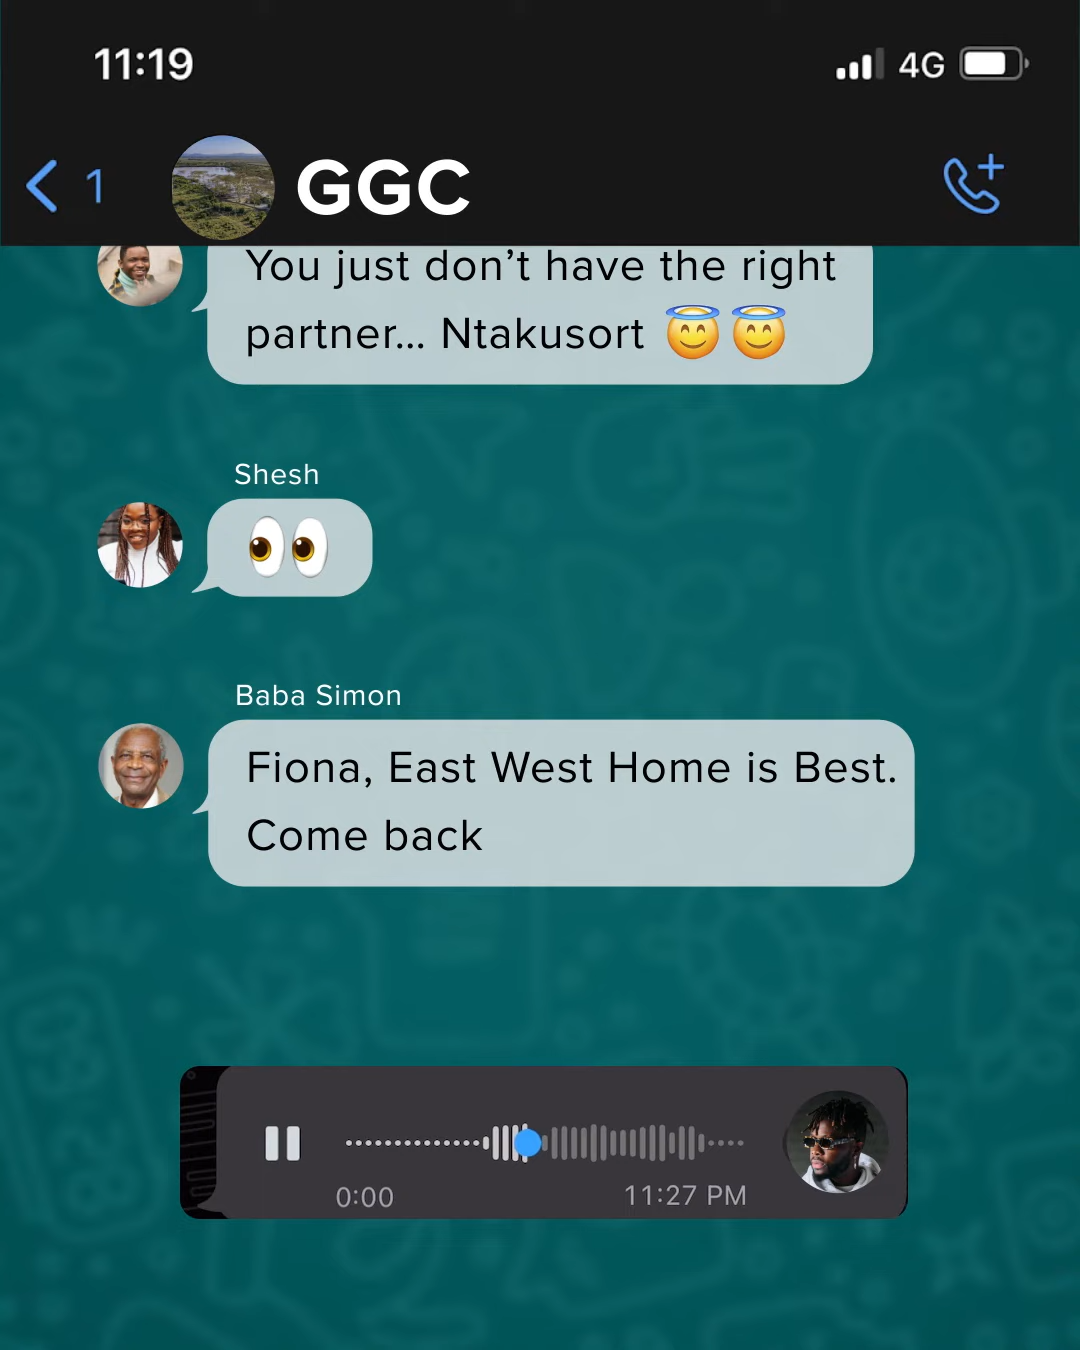 11:19
4G
1
GGC
You just don’t have the right
partner... Ntakusort 😇😇
Shesh
👀
Baba Simon
Fiona, East West Home is Best.
Come back
0:00
11:27 PM